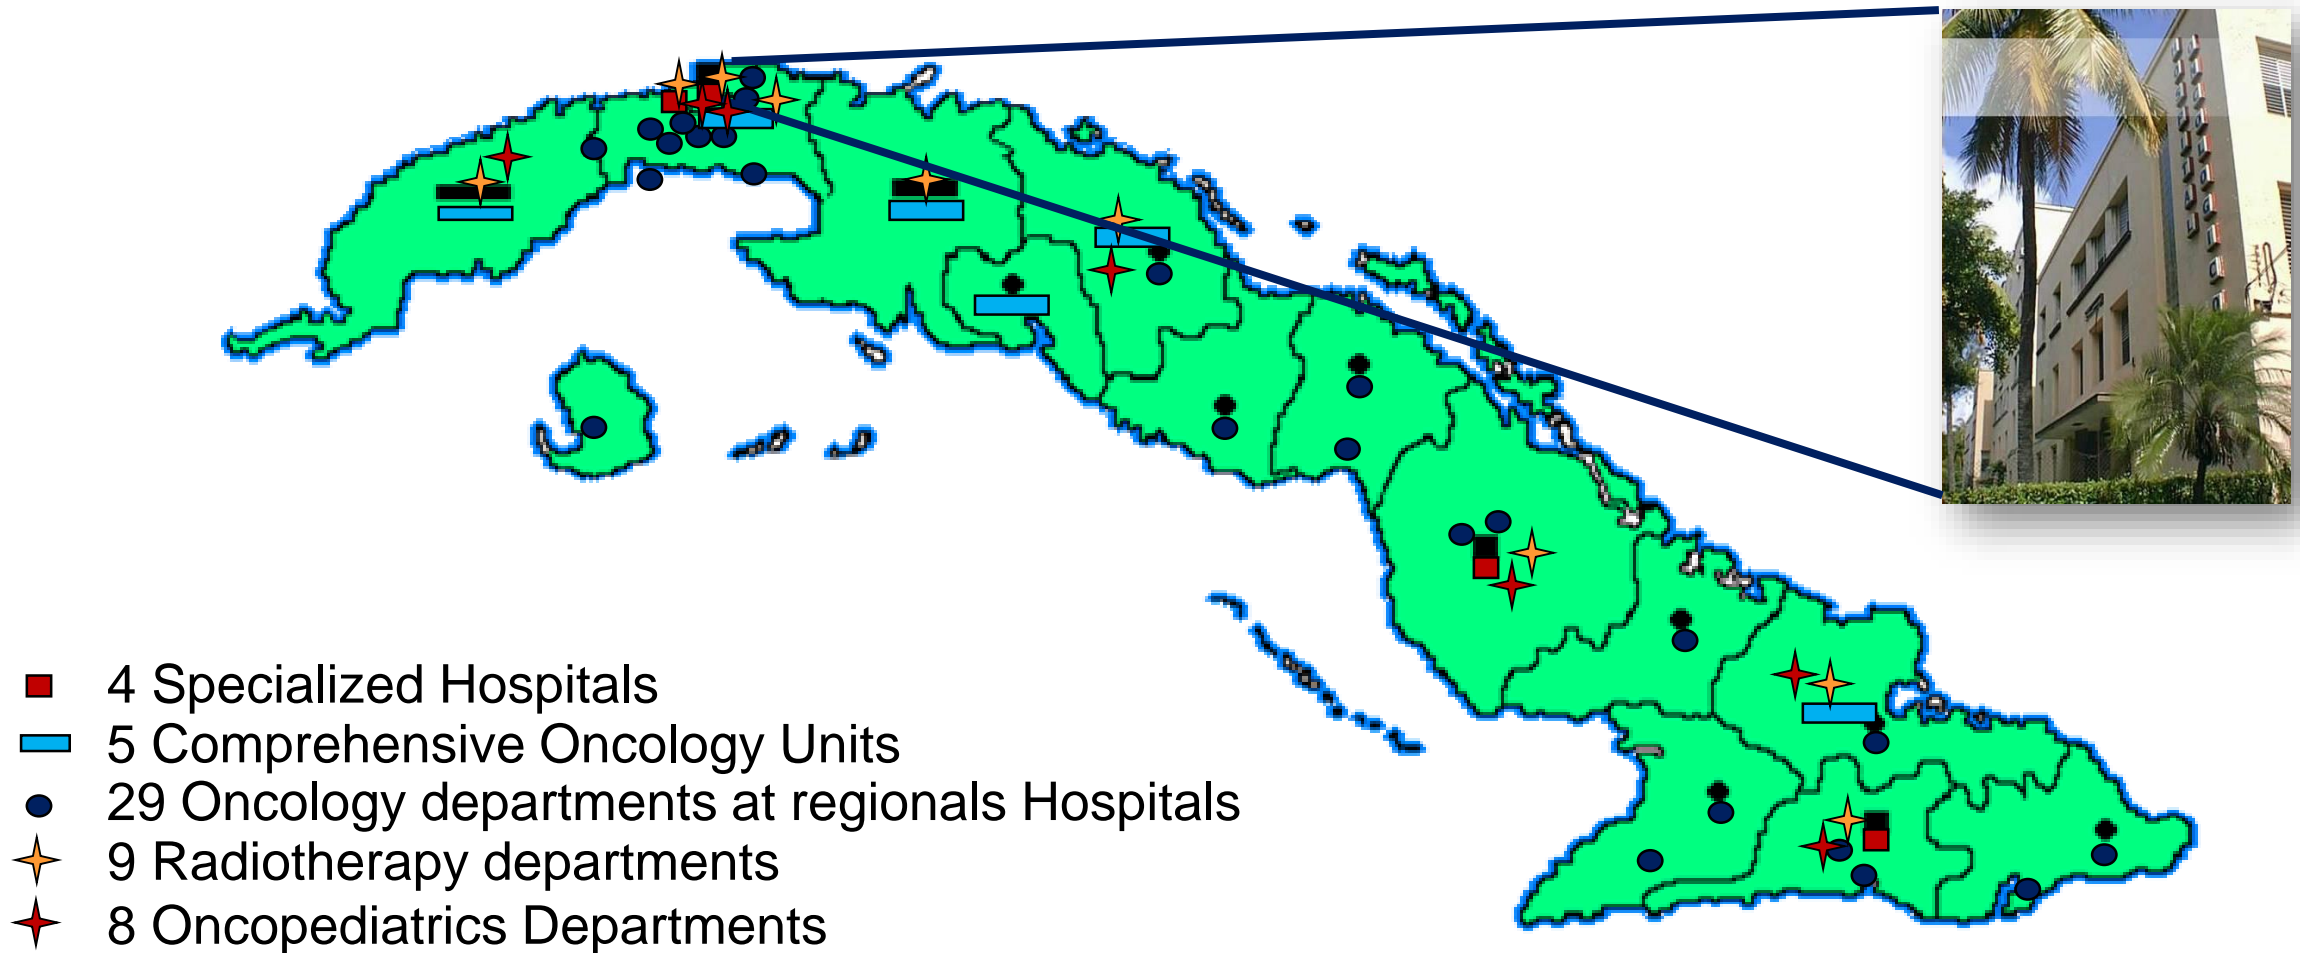 4 Specialized Hospitals
5 Comprehensive Oncology Units
29 Oncology departments at regionals Hospitals
9 Radiotherapy departments
8 Oncopediatrics Departments